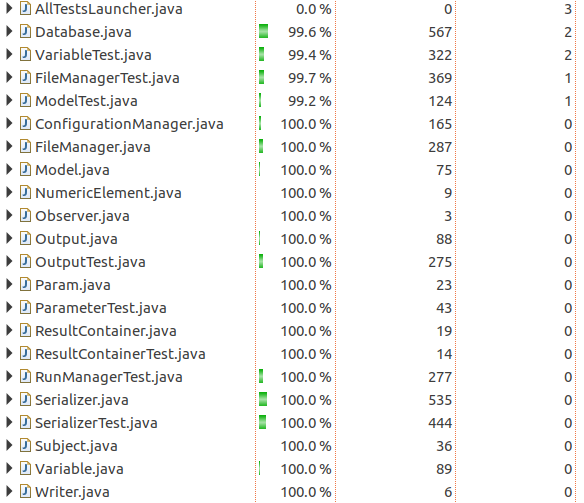 AllTestsLauncher.java 0.0 % 0 3
Database.java 99.6 % 567 2
VariableTest.java 99.4 % 322 2
FileManagerTest.java 99.7 % 369 1
ModelTest.java 99.2 % 124 1
ConfigurationManager.java 100.0 % 165 0
FileManager.java 100.0 % 287 0
Model.java 100.0 % 75 0
NumericElement.java 100.0 % 9 0
Observer.java 100.0 % 3 0
Output.java 100.0 % 88 0
OutputTest.java 100.0 % 275 0
Param.java 100.0 % 23 0
ParameterTest.java 100.0 % 43 0
ResultContainer.java 100.0 % 19 0
ResultContainerTest.java 100.0 % 14 0
RunManagerTest.java 100.0 % 277 0
Serializer.java 100.0 % 535 0
SerializerTest.java 100.0 % 444 0
Subject.java 100.0 % 36 0
Variable.java 100.0 % 89 0
Writer.java 100.0 % 6 0